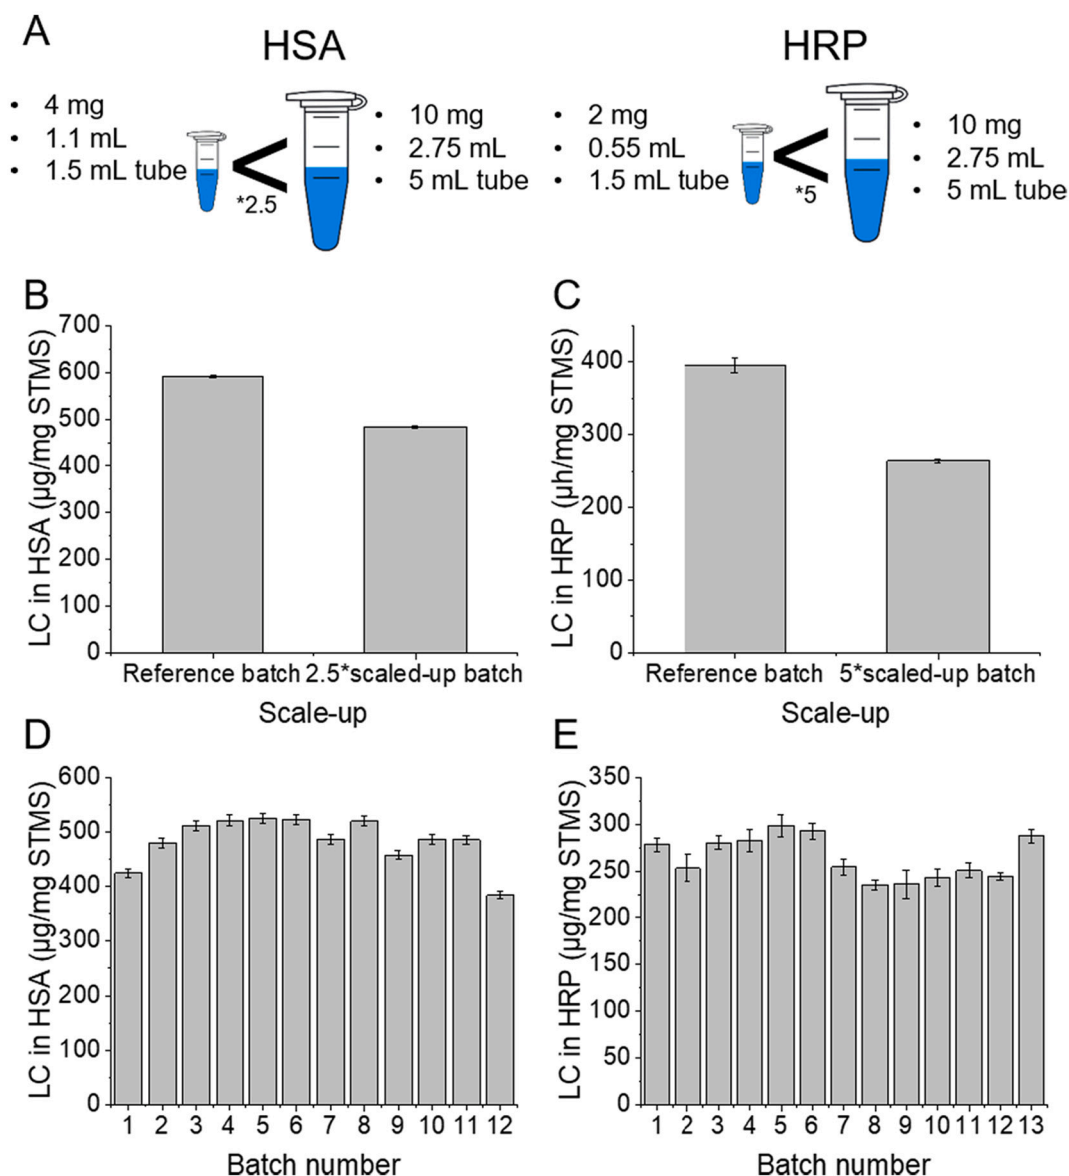 A
HSA
HRP
• 4 mg
• 1.1 mL
• 1.5 mL tube
*2.5
• 10 mg
• 2.75 mL
• 5 mL tube
• 2 mg
• 0.55 mL
• 1.5 mL tube
*5
• 10 mg
• 2.75 mL
• 5 mL tube
B
LC in HSA (µg/mg STMS)
700
600
500
400
300
200
100
0
Reference batch 2.5*scaled-up batch
Scale-up
C
LC in HRP (µh/mg STMS)
400
300
200
100
0
Reference batch 5*scaled-up batch
Scale-up
D
LC in HSA (µg/mg STMS)
600
500
400
300
200
100
0
1 2 3 4 5 6 7 8 9 10 11 12
Batch number
E
LC in HRP (µg/mg STMS)
350
300
250
200
150
100
50
0
1 2 3 4 5 6 7 8 9 10 11 12 13
Batch number